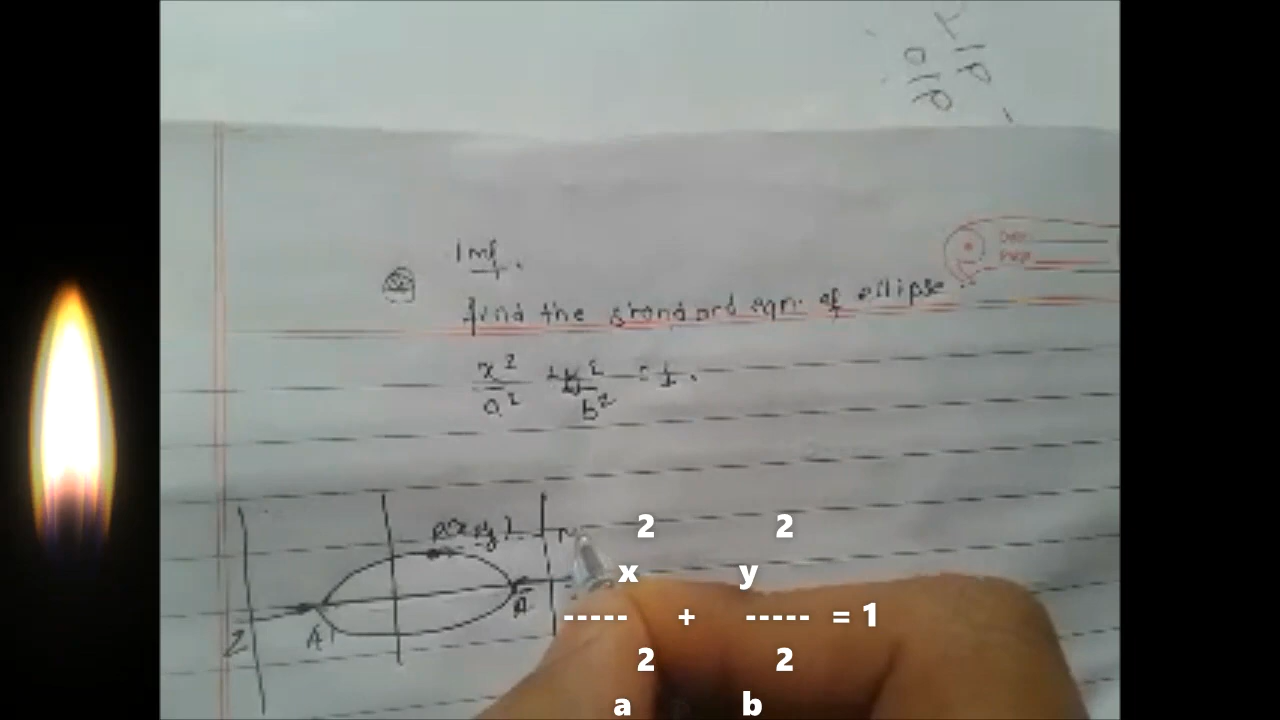 Imp.
find the standard eqn. of ellipse.
x² / a² + y² / b² = 1.
P(x,y)
M
A
Z
A'
2 2
x y
----- + ----- = 1
2 2
a b